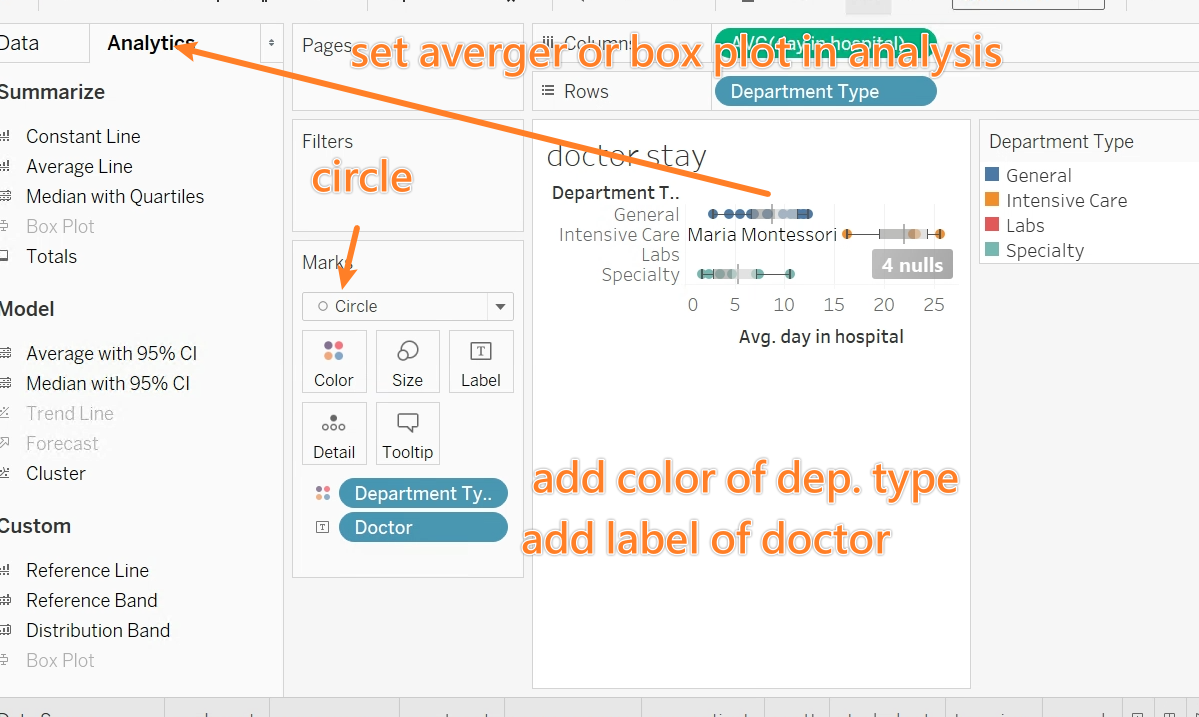 Data
Analytics
Pages
Columns
AVG(day in hospital)
set averger or box plot in analysis
Rows
Department Type
Summarize
Constant Line
Average Line
Median with Quartiles
Box Plot
Totals
Model
Average with 95% CI
Median with 95% CI
Trend Line
Forecast
Cluster
Custom
Reference Line
Reference Band
Distribution Band
Box Plot
Filters
circle
Marks
Circle
Color
Size
Label
Detail
Tooltip
Department Ty..
Doctor
doctor stay
Department T..
General
Intensive Care
Maria Montessori
Labs
Specialty
4 nulls
0 5 10 15 20 25
Avg. day in hospital
add color of dep. type
add label of doctor
Department Type
General
Intensive Care
Labs
Specialty